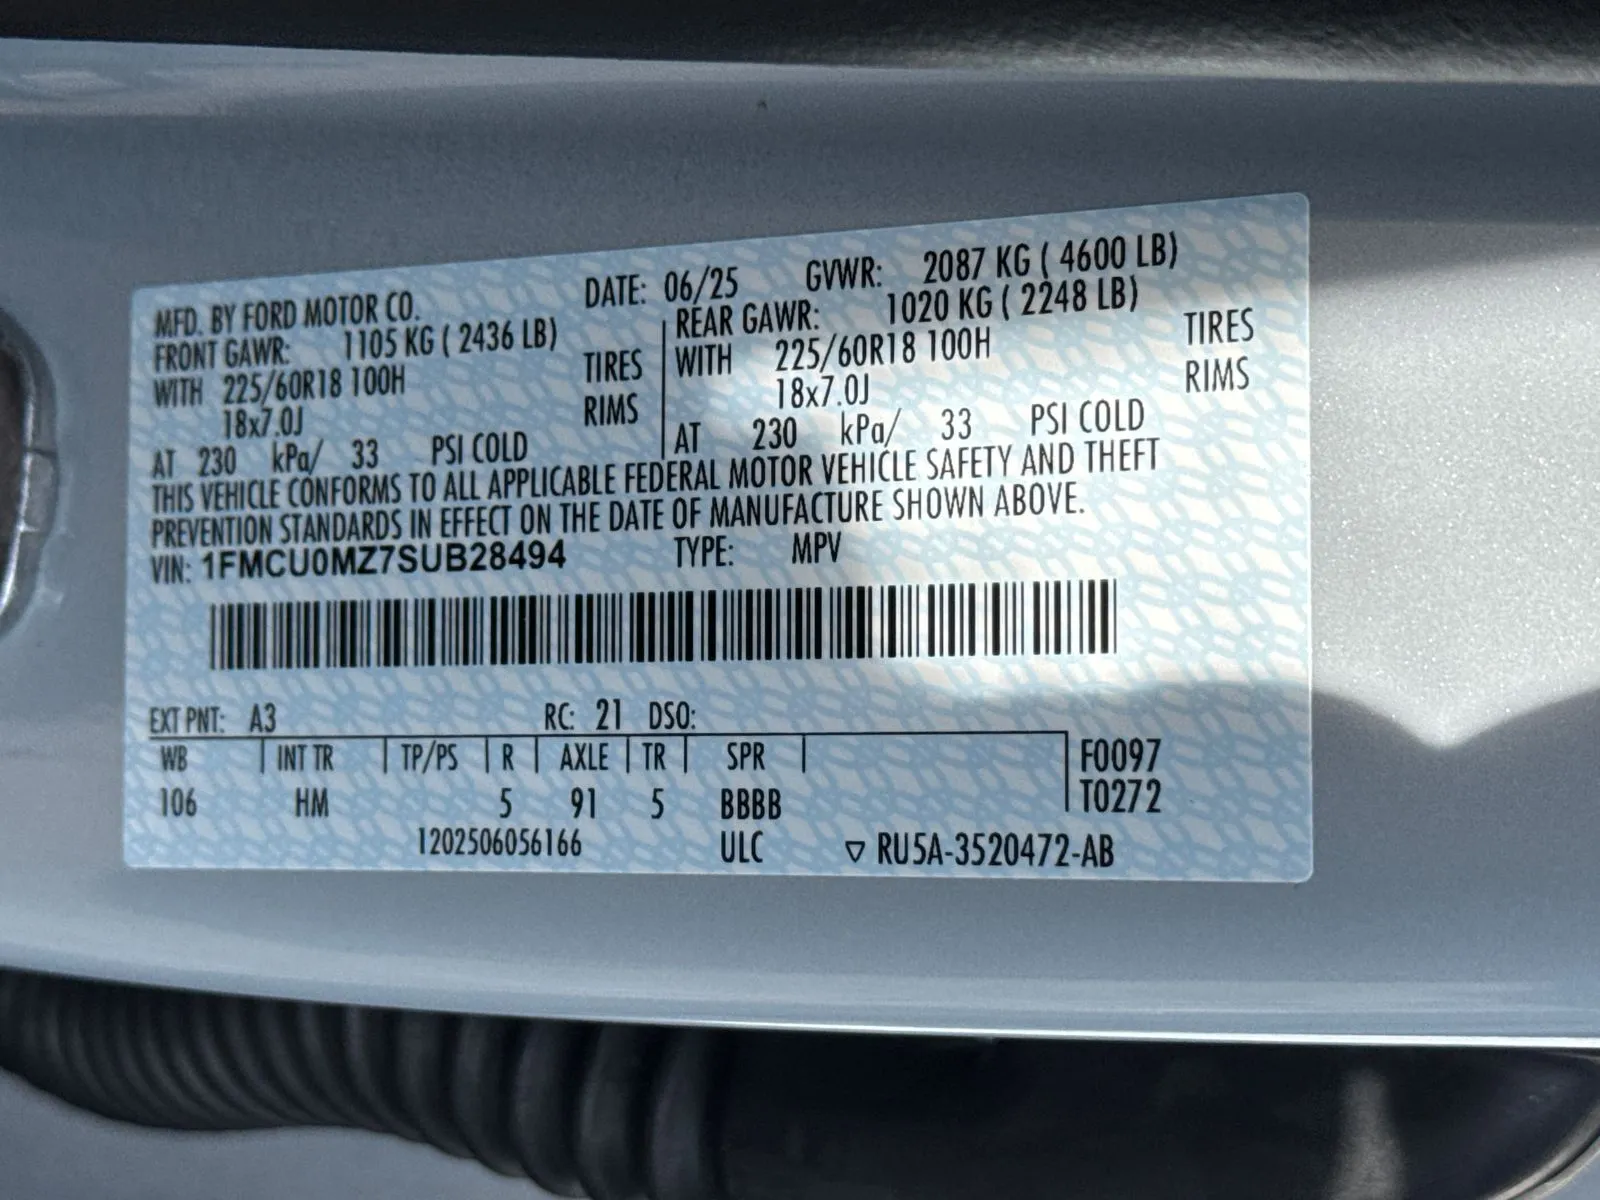 MFD. BY FORD MOTOR CO. DATE: 06/25 GVWR: 2087 KG ( 4600 LB)
FRONT GAWR: 1105 KG ( 2436 LB) REAR GAWR: 1020 KG ( 2248 LB)
WITH 225/60R18 100H TIRES WITH 225/60R18 100H TIRES
18x7.0J RIMS 18x7.0J RIMS
AT 230 kPa/ 33 PSI COLD AT 230 kPa/ 33 PSI COLD
THIS VEHICLE CONFORMS TO ALL APPLICABLE FEDERAL MOTOR VEHICLE SAFETY AND THEFT
PREVENTION STANDARDS IN EFFECT ON THE DATE OF MANUFACTURE SHOWN ABOVE.
VIN: 1FMCU0MZ7SUB28494 TYPE: MPV
EXT PNT: A3 RC: 21 DSO:
WB INT TR TP/PS R AXLE TR SPR F0097
106 HM 5 91 5 BBBB T0272
1202506056166 ULC ▽ RU5A-3520472-AB